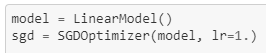 model = LinearModel()
sgd = SGDOptimizer(model, lr=1.)